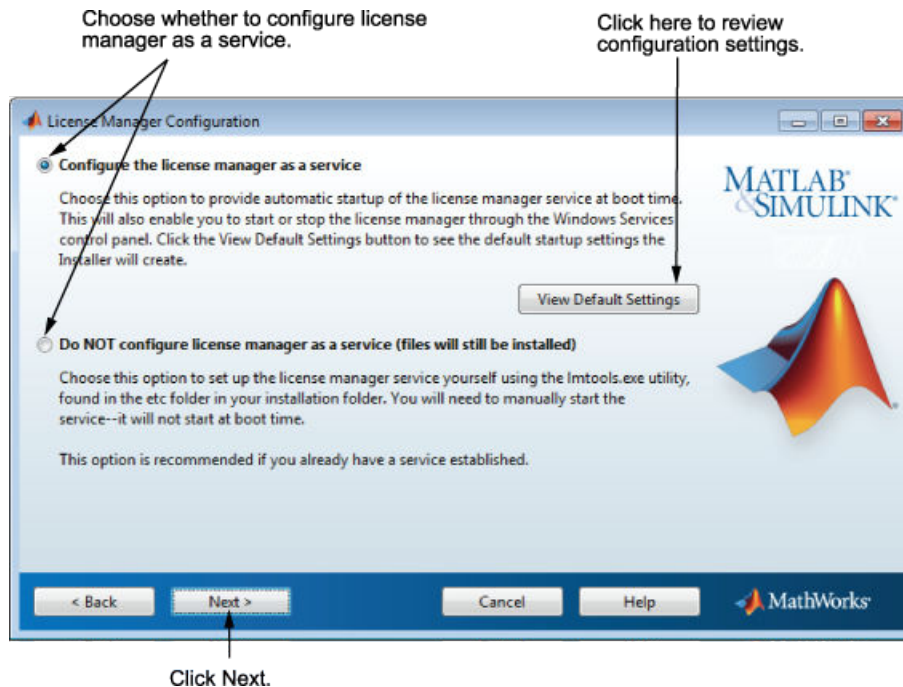 Choose whether to configure license
manager as a service.
Click here to review
configuration settings.
License Manager Configuration
Configure the license manager as a service
Choose this option to provide automatic startup of the license manager service at boot time.
This will also enable you to start or stop the license manager through the Windows Services
control panel. Click the View Default Settings button to see the default startup settings the
Installer will create.
MATLAB®
&SIMULINK®
View Default Settings
Do NOT configure license manager as a service (files will still be installed)
Choose this option to set up the license manager service yourself using the lmtools.exe utility,
found in the etc folder in your installation folder. You will need to manually start the
service--it will not start at boot time.
This option is recommended if you already have a service established.
< Back
Next >
Cancel
Help
MathWorks®
Click Next.